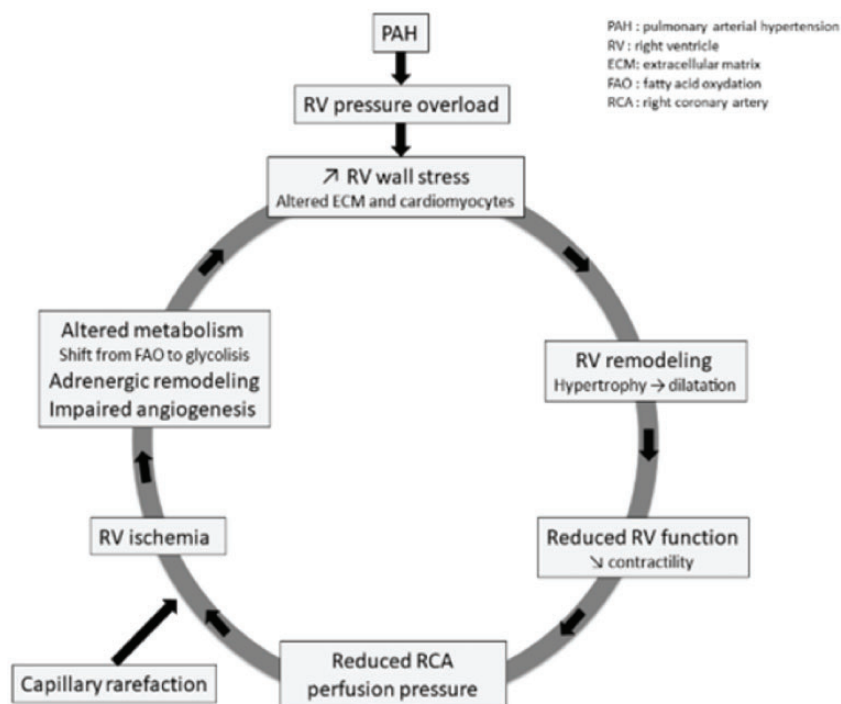 PAH
PAH : pulmonary arterial hypertension
RV : right ventricle
ECM: extracellular matrix
FAO : fatty acid oxydation
RCA : right coronary artery
RV pressure overload
↗ RV wall stress
Altered ECM and cardiomyocytes
RV remodeling
Hypertrophy → dilatation
Reduced RV function
↘ contractility
Reduced RCA
perfusion pressure
Capillary rarefaction
RV ischemia
Altered metabolism
Shift from FAO to glycolisis
Adrenergic remodeling
Impaired angiogenesis